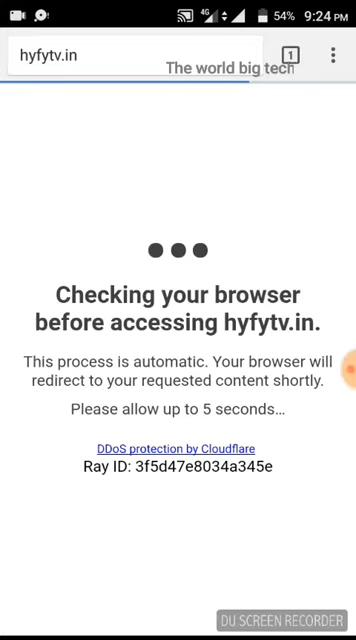 4G 54% 9:24 PM
hyfytv.in 1
The world big tech
Checking your browser
before accessing hyfytv.in.
This process is automatic. Your browser will
redirect to your requested content shortly.
Please allow up to 5 seconds…
DDoS protection by Cloudflare
Ray ID: 3f5d47e8034a345e
DU SCREEN RECORDER